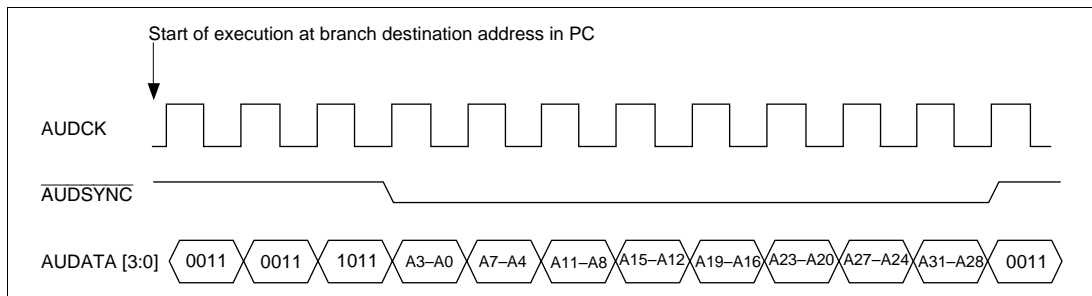 Start of execution at branch destination address in PC
AUDCK
AUDSYNC
AUDATA [3:0] 0011 0011 1011 A3–A0 A7–A4 A11–A8 A15–A12 A19–A16 A23–A20 A27–A24 A31–A28 0011